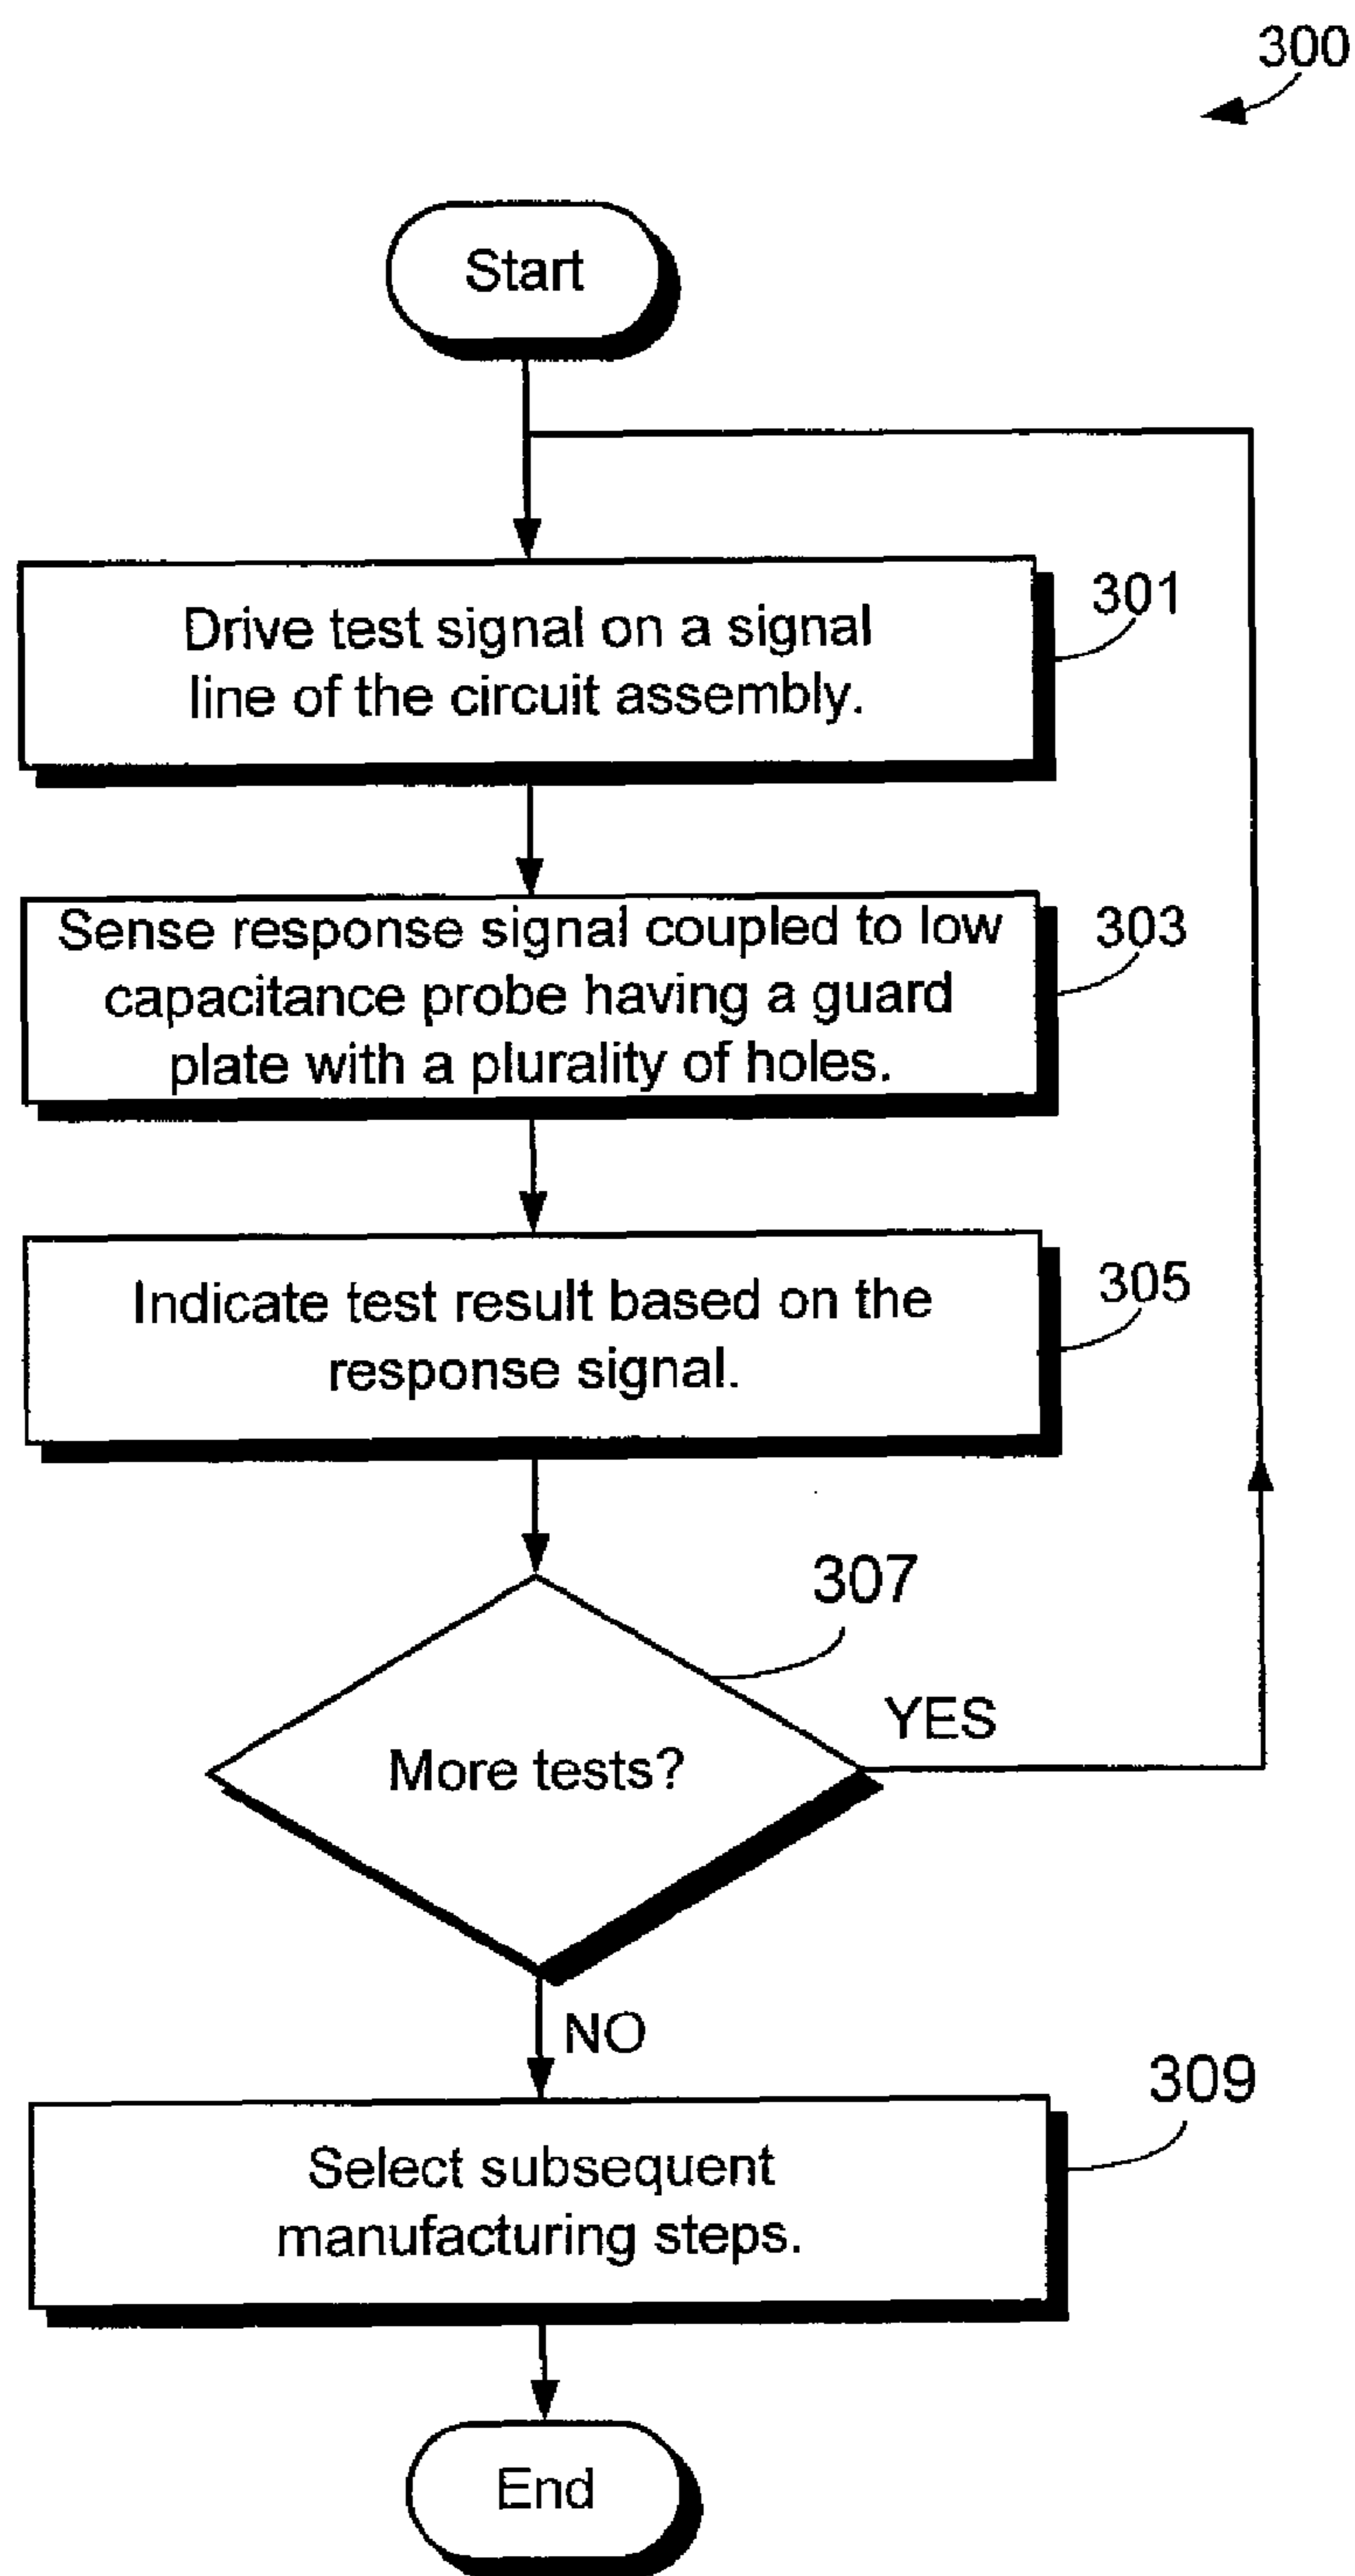 300
Start
Drive test signal on a signal
line of the circuit assembly.
301
Sense response signal coupled to low
capacitance probe having a guard
plate with a plurality of holes.
303
Indicate test result based on the
response signal.
305
More tests?
307
YES
NO
Select subsequent
manufacturing steps.
309
End